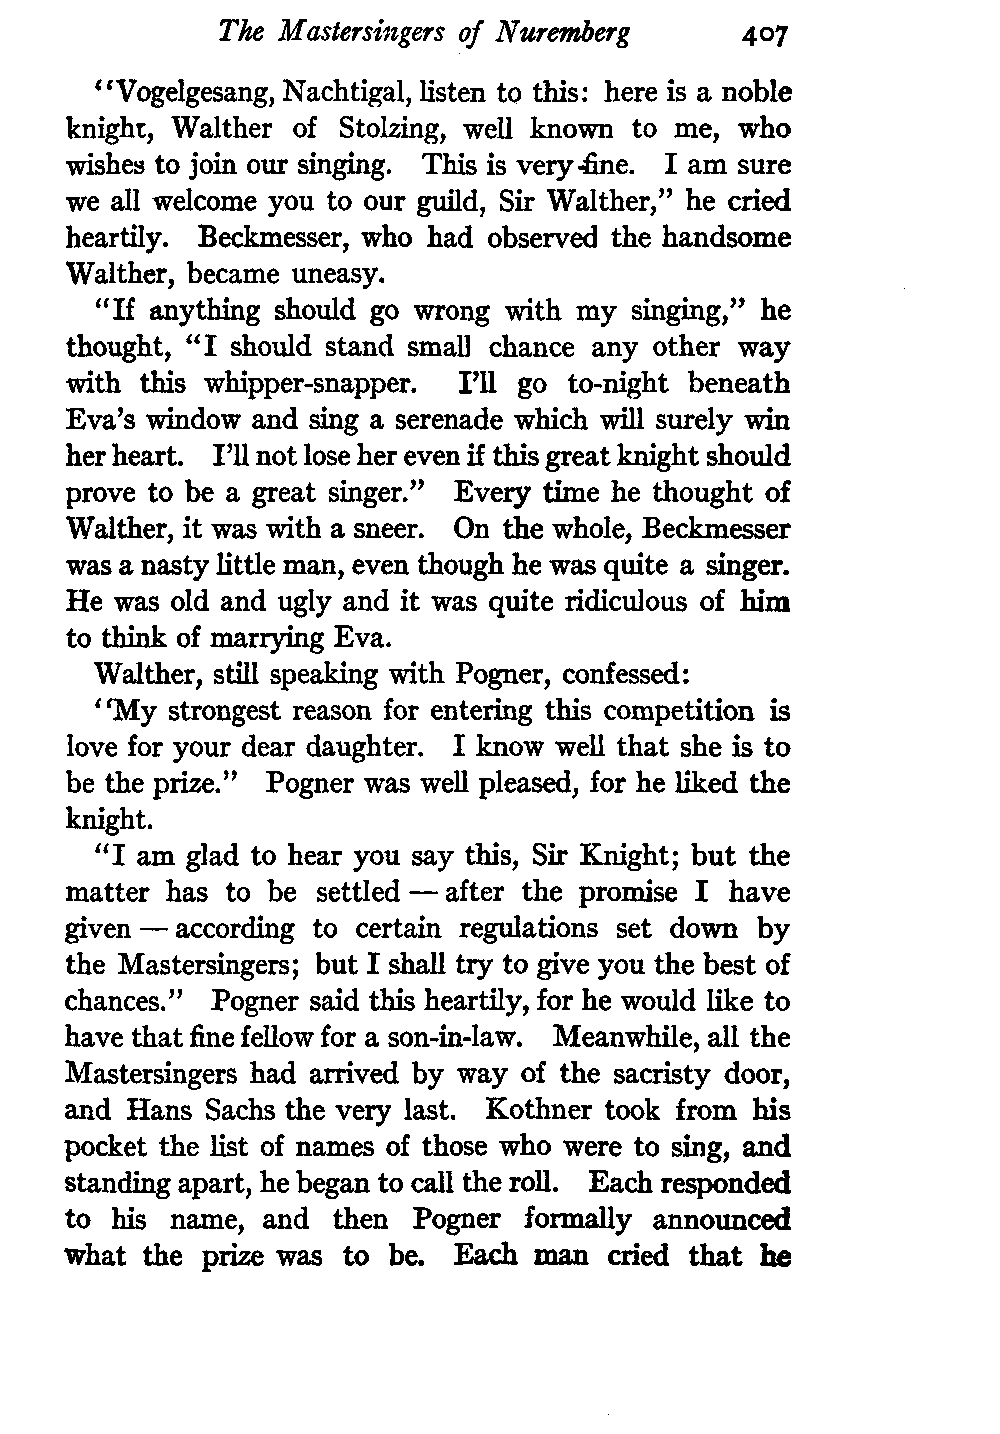 The Mastersingers of Nuremberg 407
"Vogelgesang, Nachtigal, listen to this: here is a noble
knight, Walther of Stolzing, well known to me, who
wishes to join our singing. This is very fine. I am sure
we all welcome you to our guild, Sir Walther," he cried
heartily. Beckmesser, who had observed the handsome
Walther, became uneasy.
"If anything should go wrong with my singing," he
thought, "I should stand small chance any other way
with this whipper-snapper. I'll go to-night beneath
Eva's window and sing a serenade which will surely win
her heart. I'll not lose her even if this great knight should
prove to be a great singer." Every time he thought of
Walther, it was with a sneer. On the whole, Beckmesser
was a nasty little man, even though he was quite a singer.
He was old and ugly and it was quite ridiculous of him
to think of marrying Eva.
Walther, still speaking with Pogner, confessed:
"My strongest reason for entering this competition is
love for your dear daughter. I know well that she is to
be the prize." Pogner was well pleased, for he liked the
knight.
"I am glad to hear you say this, Sir Knight; but the
matter has to be settled — after the promise I have
given — according to certain regulations set down by
the Mastersingers; but I shall try to give you the best of
chances." Pogner said this heartily, for he would like to
have that fine fellow for a son-in-law. Meanwhile, all the
Mastersingers had arrived by way of the sacristy door,
and Hans Sachs the very last. Kothner took from his
pocket the list of names of those who were to sing, and
standing apart, he began to call the roll. Each responded
to his name, and then Pogner formally announced
what the prize was to be. Each man cried that he